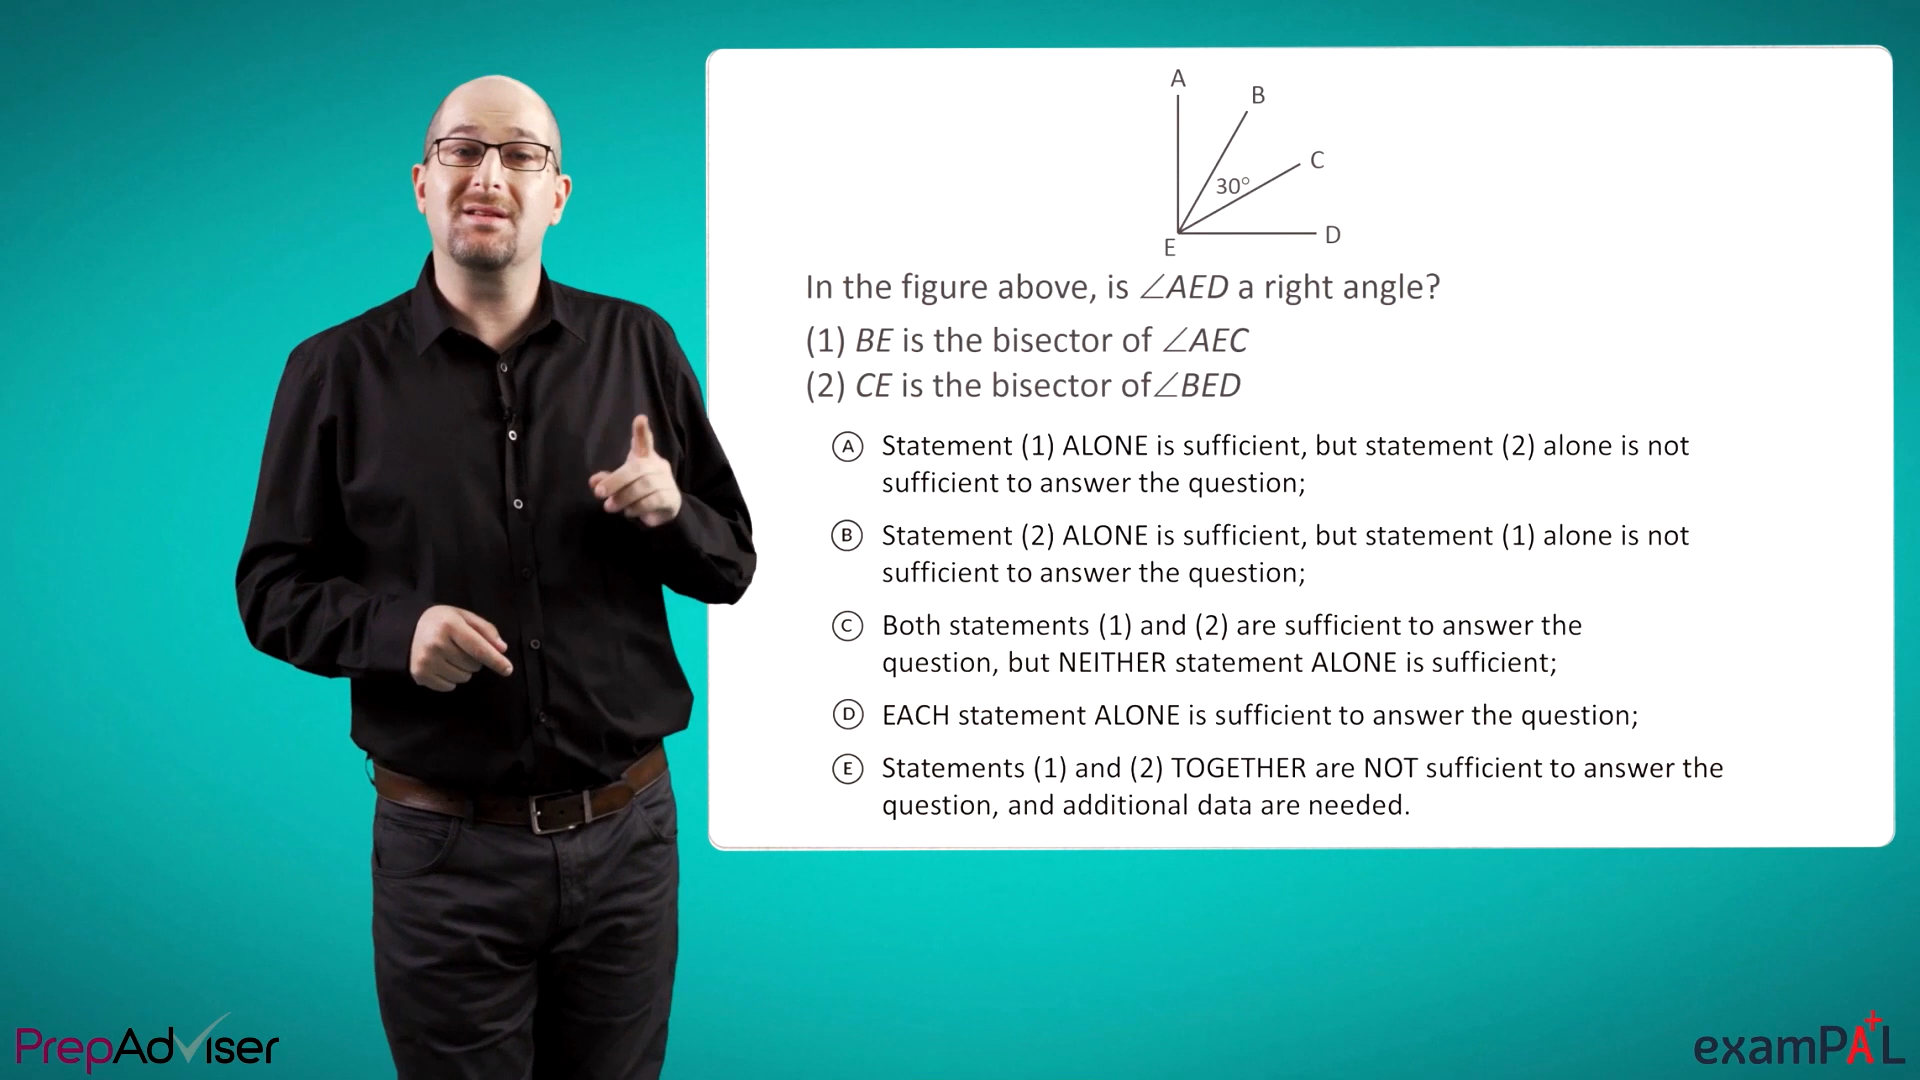 A
B
C
30°
D
E
In the figure above, is ∠AED a right angle?
(1) BE is the bisector of ∠AEC
(2) CE is the bisector of∠BED
A Statement (1) ALONE is sufficient, but statement (2) alone is not
sufficient to answer the question;
B Statement (2) ALONE is sufficient, but statement (1) alone is not
sufficient to answer the question;
C Both statements (1) and (2) are sufficient to answer the
question, but NEITHER statement ALONE is sufficient;
D EACH statement ALONE is sufficient to answer the question;
E Statements (1) and (2) TOGETHER are NOT sufficient to answer the
question, and additional data are needed.
PrepAdviser
examPAL